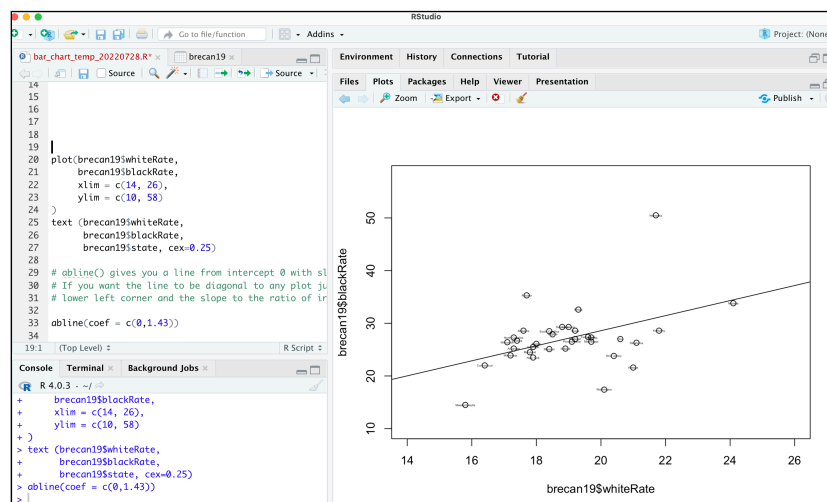 RStudio
Go to file/function
Addins
Project: (None
bar_chart_temp_20220728.R* ×
brecan19 ×
Source
Source
14
15
16
17
18
19
20 plot(brecan19$whiteRate,
21 brecan19$blackRate,
22 xlim = c(14, 26),
23 ylim = c(10, 58)
24 )
25 text (brecan19$whiteRate,
26 brecan19$blackRate,
27 brecan19$state, cex=0.25)
28
29 # abline() gives you a line from intercept 0 with sl
30 # If you want the line to be diagonal to any plot ju
31 # lower left corner and the slope to the ratio of ir
32
33 abline(coef = c(0,1.43))
34
19:1 (Top Level) R Script
Console Terminal × Background Jobs ×
R 4.0.3 · ~/
+ brecan19$blackRate,
+ xlim = c(14, 26),
+ ylim = c(10, 58)
+ )
> text (brecan19$whiteRate,
+ brecan19$blackRate,
+ brecan19$state, cex=0.25)
> abline(coef = c(0,1.43))
>
Environment History Connections Tutorial
Files Plots Packages Help Viewer Presentation
Zoom Export Publish
brecan19$blackRate
50
40
30
20
10
14 16 18 20 22 24 26
brecan19$whiteRate